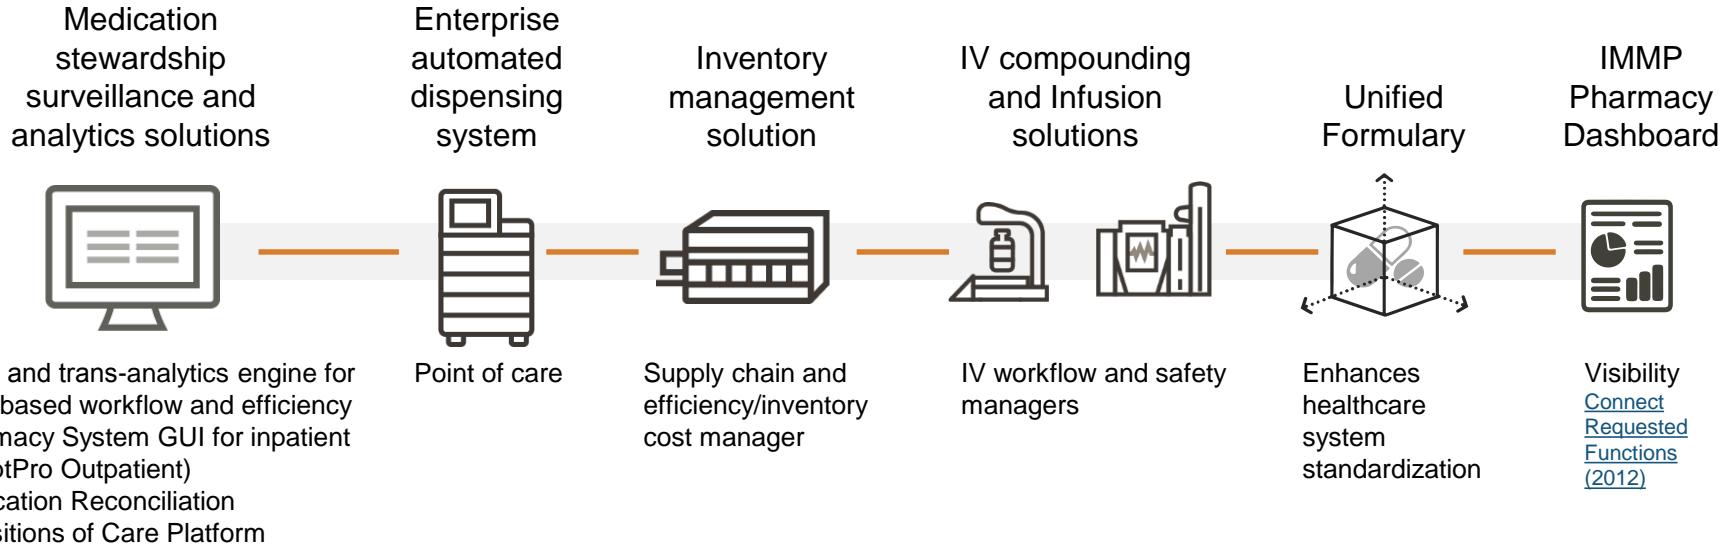 Medication
stewardship
surveillance and
analytics solutions
Enterprise
automated
dispensing
system
Inventory
management
solution
IV compounding
and Infusion
solutions
Unified
Formulary
IMMP
Pharmacy
Dashboard
and trans-analytics engine for
based workflow and efficiency
macy System GUI for inpatient
otPro Outpatient)
cation Reconciliation
sitions of Care Platform
Point of care
Supply chain and
efficiency/inventory
cost manager
IV workflow and safety
managers
Enhances
healthcare
system
standardization
Visibility
Connect
Requested
Functions
(2012)